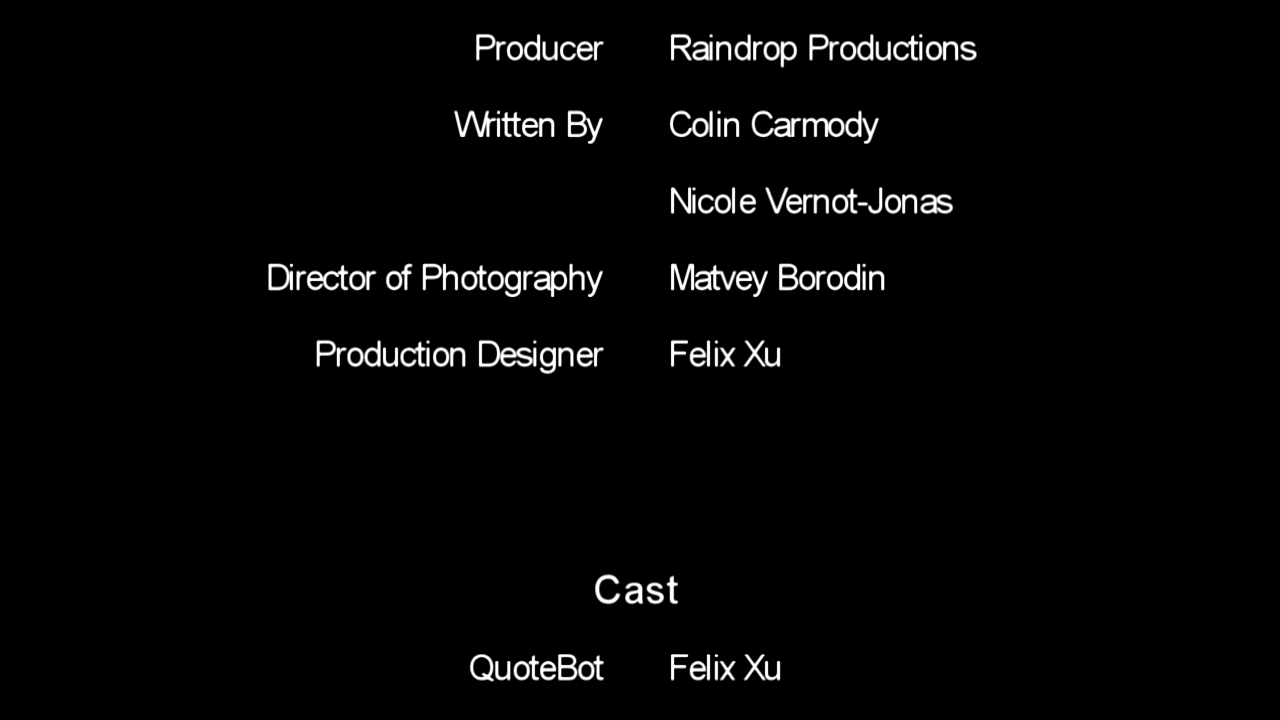 Producer Raindrop Productions
Written By Colin Carmody
Nicole Vernot-Jonas
Director of Photography Matvey Borodin
Production Designer Felix Xu
Cast
QuoteBot Felix Xu